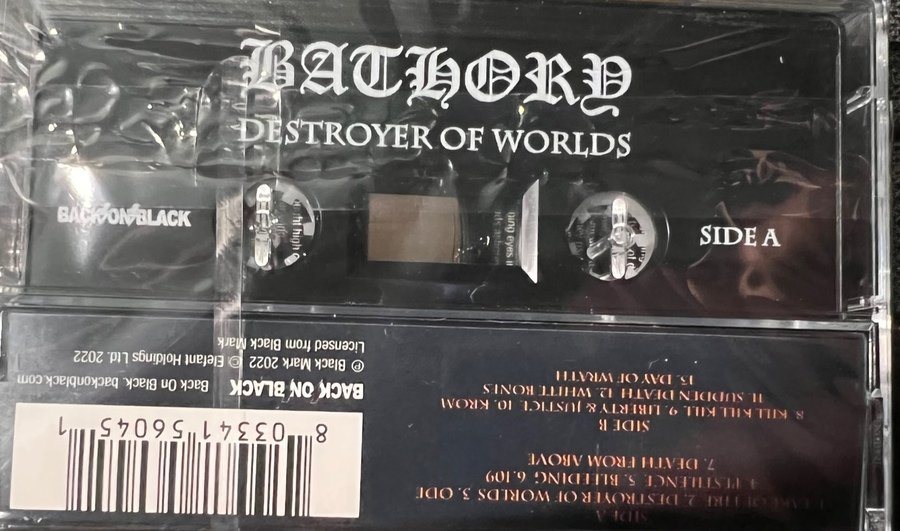 BATHORY
DESTROYER OF WORLDS
BACK ON BLACK
SIDE A
SIDE A
1. LAKE OF FIRE 2. DESTROYER OF WORLDS 3. ODE
4. PESTILENCE 5. BLEEDING 6.109
7. DEATH FROM ABOVE
SIDE B
8. KILL KILL KILL 9. LIBERTY & JUSTICE 10. KROM
11. SUDDEN DEATH 12. WHITE BONES
13. DAY OF WRATH
8 03341 56045 1
BACK ON BLACK Back On Black. backonblack.com
℗ Black Mark 2022 © Elefant Holdings Ltd. 2022
Licensed from Black Mark